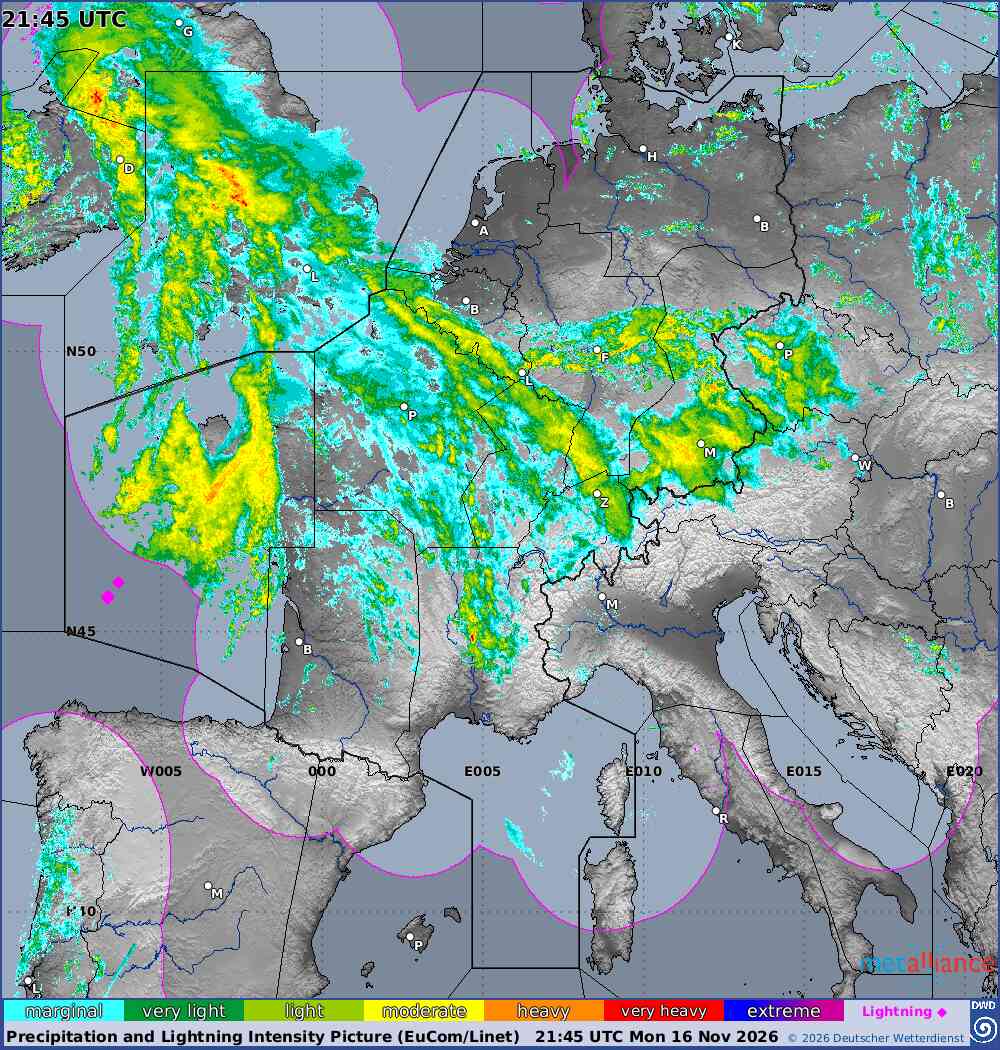 21:45 UTC
G
K
D
H
A
B
L
B
N50
F
P
L
P
M
W
Z
B
M
N45
B
W005
000
E005
E010
E015
E020
R
M
N40
P
metalliance
L
marginal very light light moderate heavy very heavy extreme Lightning ◆ DWD
Precipitation and Lightning Intensity Picture (EuCom/Linet) 21:45 UTC Mon 16 Nov 2026 © 2026 Deutscher Wetterdienst